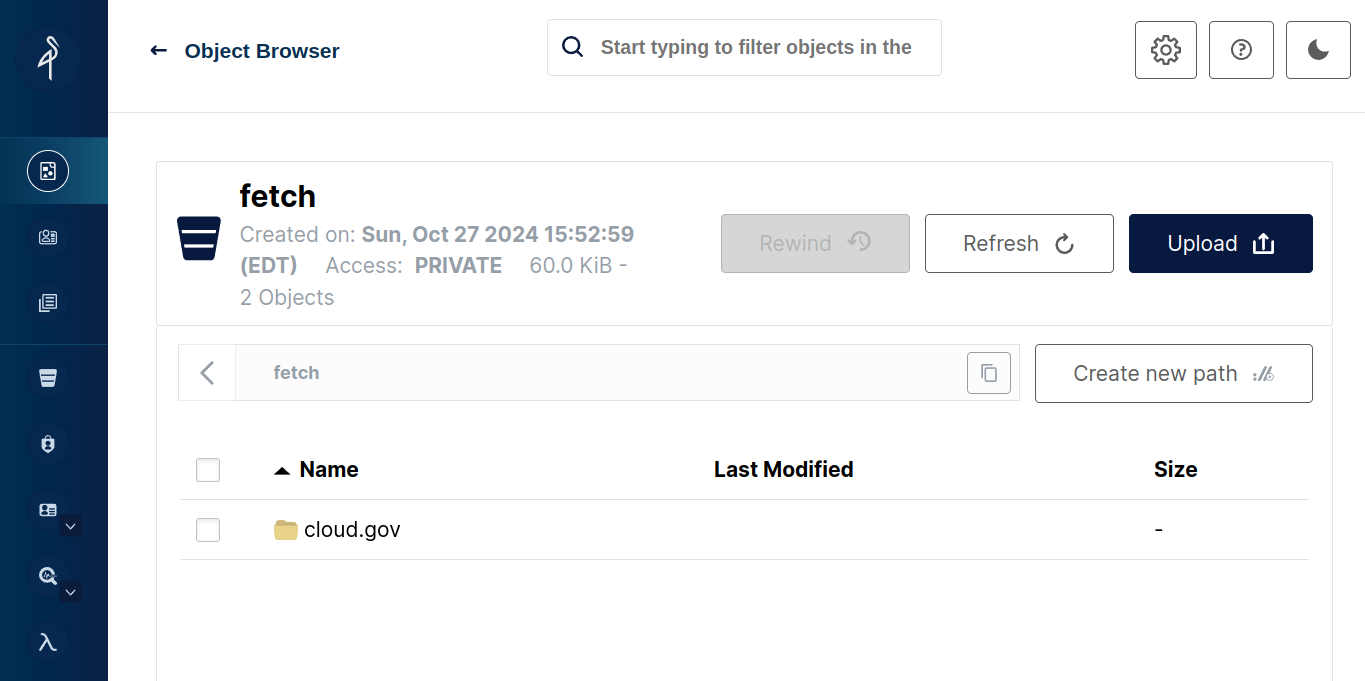 Object Browser
Start typing to filter objects in the
fetch
Created on: Sun, Oct 27 2024 15:52:59
(EDT) Access: PRIVATE 60.0 KiB -
2 Objects
Rewind
Refresh
Upload
fetch
Create new path
Name Last Modified Size
cloud.gov -